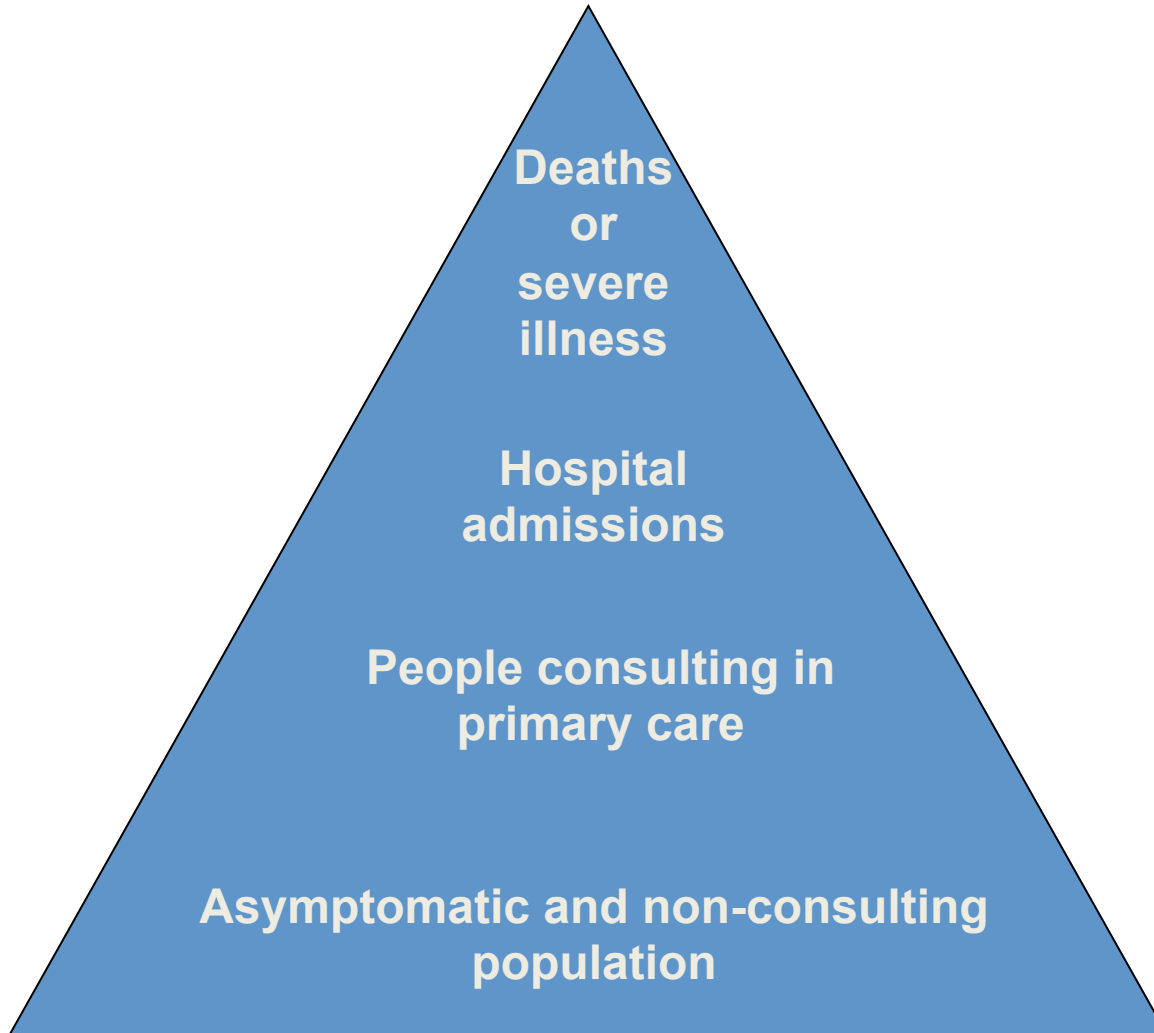 Deaths
or
severe
illness
Hospital
admissions
People consulting in
primary care
Asymptomatic and non-consulting
population